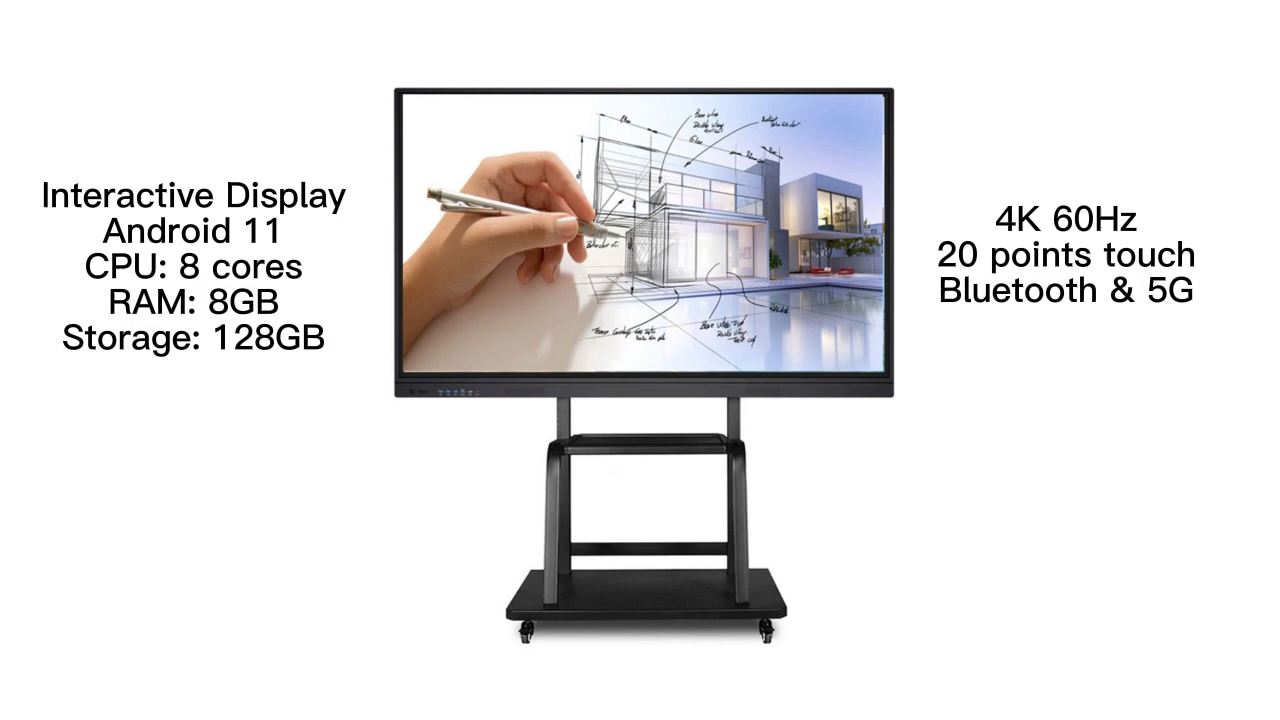 Interactive Display
Android 11
CPU: 8 cores
RAM: 8GB
Storage: 128GB
4K 60Hz
20 points touch
Bluetooth & 5G